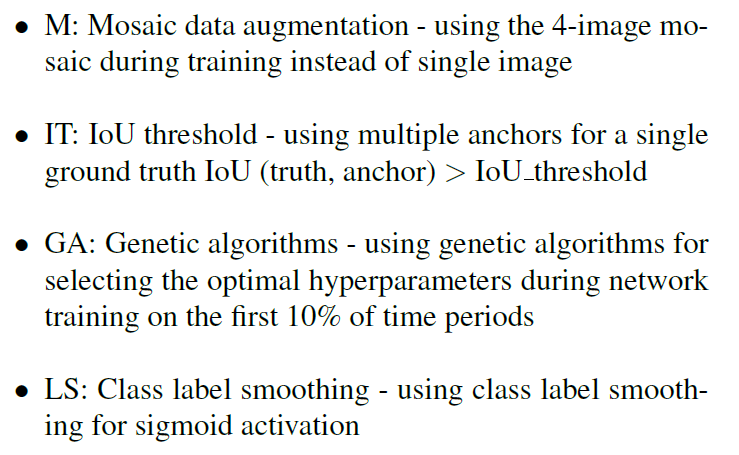 • M: Mosaic data augmentation - using the 4-image mo-
saic during training instead of single image
• IT: IoU threshold - using multiple anchors for a single
ground truth IoU (truth, anchor) > IoU_threshold
• GA: Genetic algorithms - using genetic algorithms for
selecting the optimal hyperparameters during network
training on the first 10% of time periods
• LS: Class label smoothing - using class label smooth-
ing for sigmoid activation